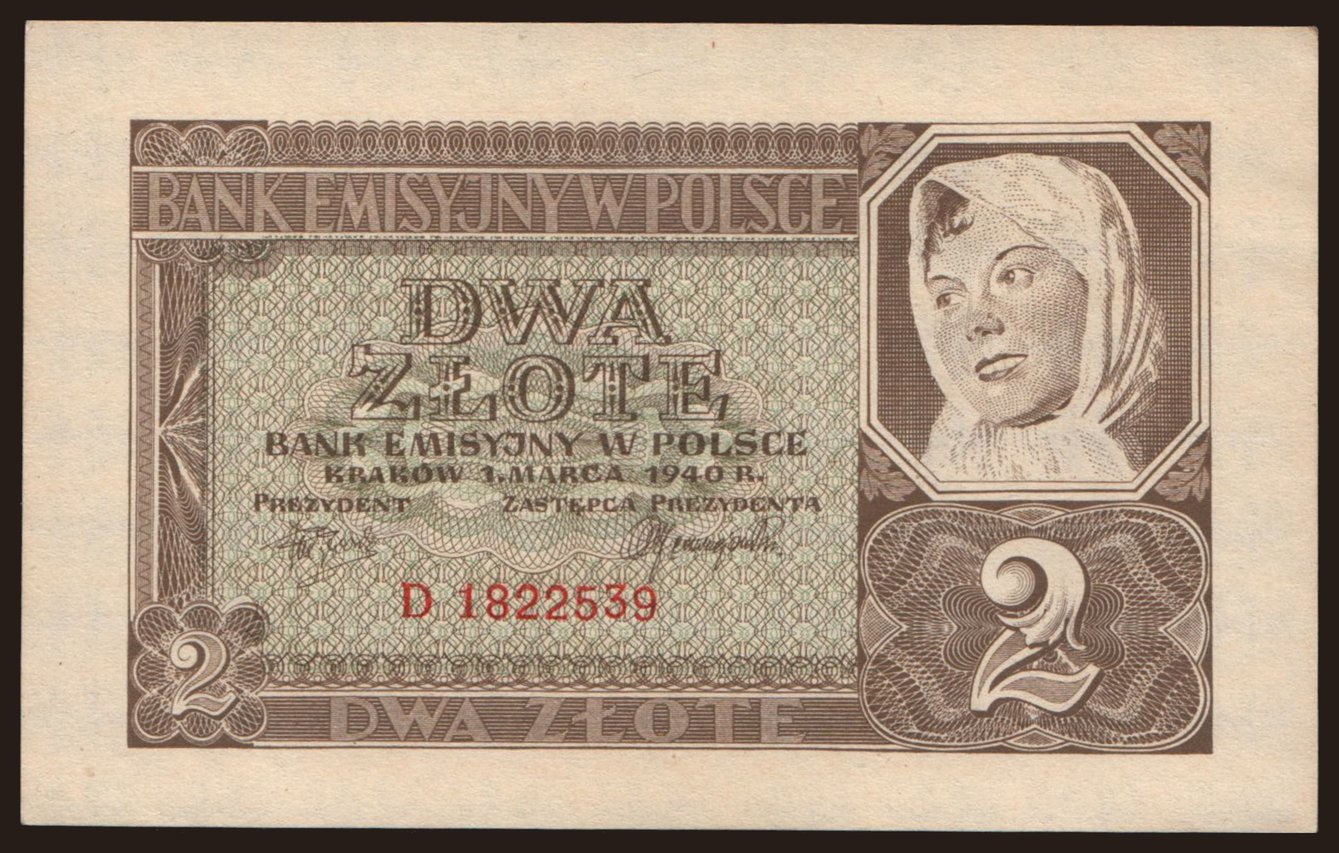 BANK EMISYJNY W POLSCE
DWA
ZŁOTE
BANK EMISYJNY W POLSCE
KRAKÓW 1. MARCA 1940 R.
PREZYDENT ZASTĘPCA PREZYDENTA
D 1822539
2
2
DWA ZŁOTE